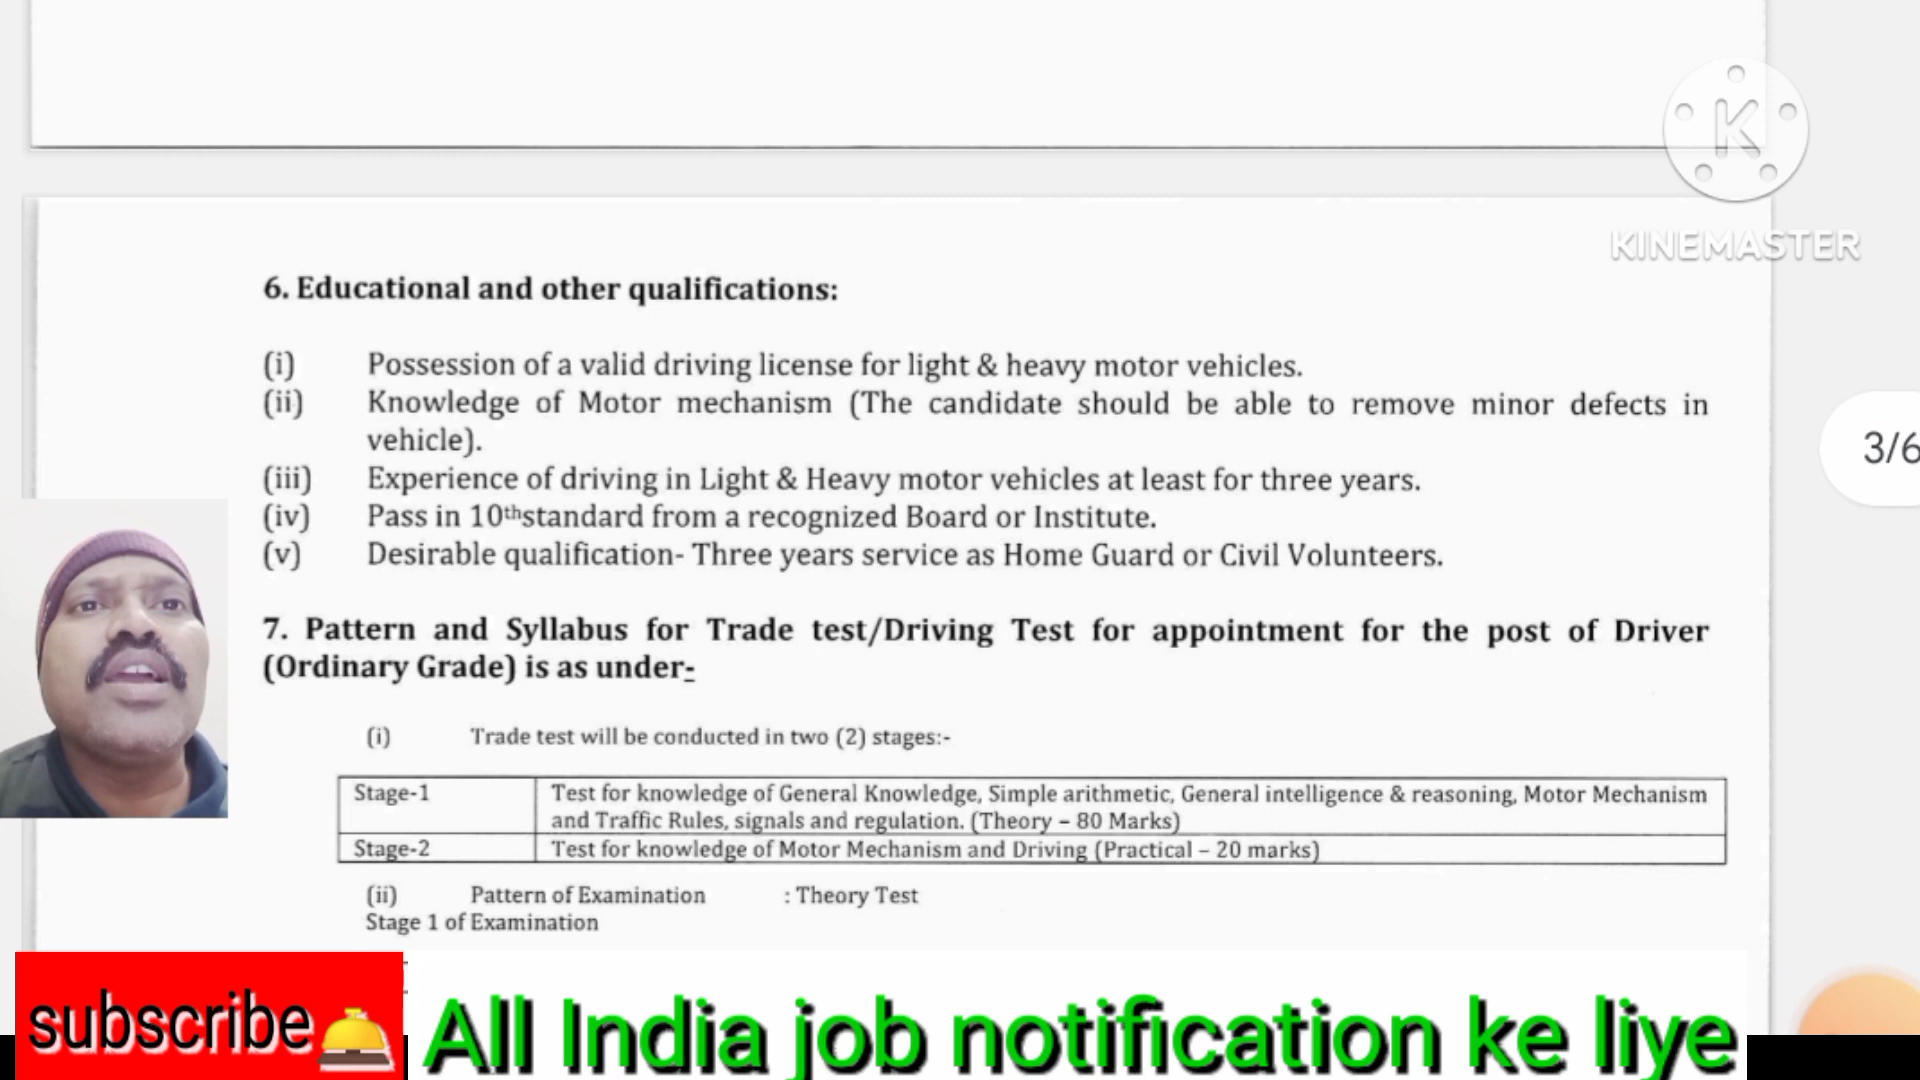 K
KINEMASTER
6. Educational and other qualifications:
(i) Possession of a valid driving license for light & heavy motor vehicles.
(ii) Knowledge of Motor mechanism (The candidate should be able to remove minor defects in
vehicle).
3/6
(iii) Experience of driving in Light & Heavy motor vehicles at least for three years.
(iv) Pass in 10thstandard from a recognized Board or Institute.
(v) Desirable qualification- Three years service as Home Guard or Civil Volunteers.
7. Pattern and Syllabus for Trade test/Driving Test for appointment for the post of Driver
(Ordinary Grade) is as under:-
(i) Trade test will be conducted in two (2) stages:-
Stage-1 Test for knowledge of General Knowledge, Simple arithmetic, General intelligence & reasoning, Motor Mechanism
and Traffic Rules, signals and regulation. (Theory – 80 Marks)
Stage-2 Test for knowledge of Motor Mechanism and Driving (Practical – 20 marks)
(ii) Pattern of Examination : Theory Test
Stage 1 of Examination
subscribe
All India job notification ke liye